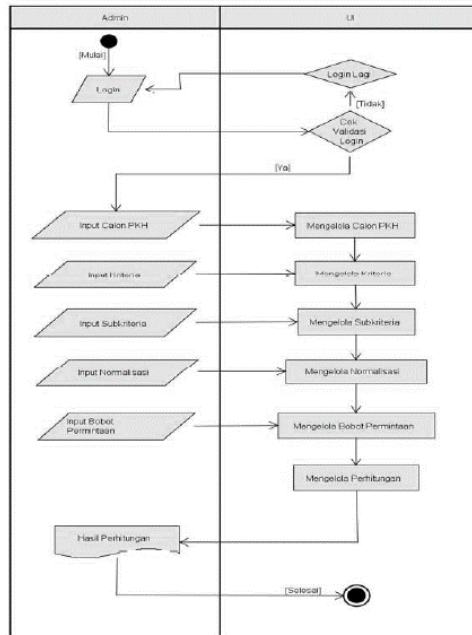 Admin
UI
[Mulai]
Login
Login Lagi
[Tidak]
Cek
Validasi
Login
[Ya]
Input Calon PKH
Mengelola Calon PKH
Input Kriteria
Mengelola Kriteria
Input Subkriteria
Mengelola Subkriteria
Input Normalisasi
Mengelola Normalisasi
Input Bobot
Permintaan
Mengelola Bobot Permintaan
Mengelola Perhitungan
Hasil Perhitungan
[Selesai]